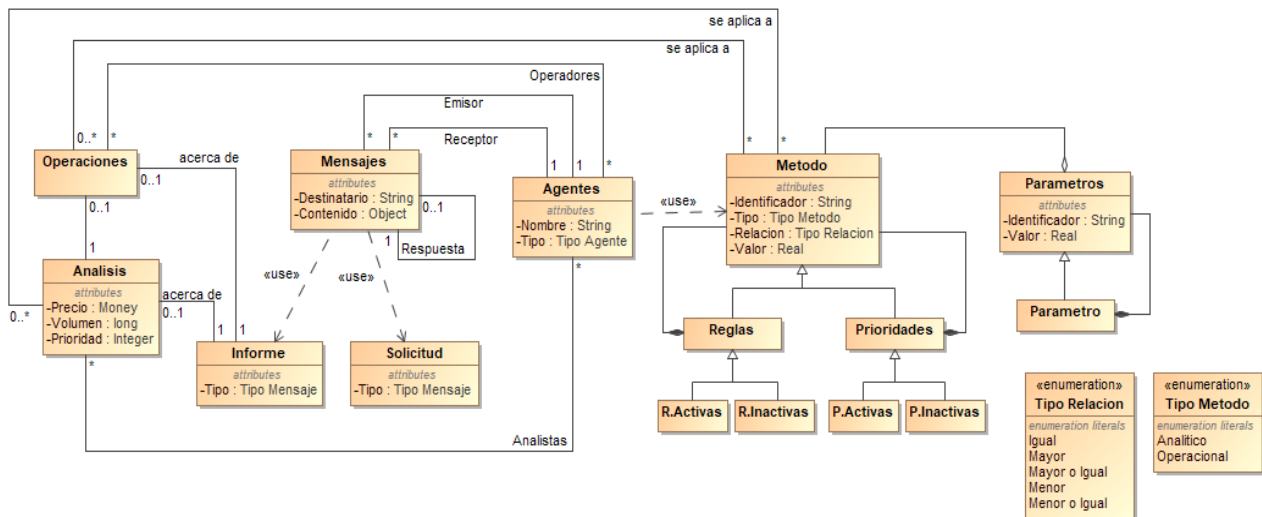 se aplica a
se aplica a
Operadores
Emisor
Receptor
0..*
*
*
*
1
1
*
*
*
Operaciones
acerca de
0..1
0..1
1
Mensajes
attributes
-Destinatario : String
-Contenido : Object
0..1
1
Respuesta
Agentes
attributes
-Nombre : String
-Tipo : Tipo Agente
*
«use»
Metodo
attributes
-Identificador : String
-Tipo : Tipo Metodo
-Relacion : Tipo Relacion
-Valor : Real
Parametros
attributes
-Identificador : String
-Valor : Real
Parametro
Analisis
attributes
-Precio : Money
-Volumen : long
-Prioridad : Integer
0..*
*
acerca de
0..1
1
1
«use»
«use»
Informe
attributes
-Tipo : Tipo Mensaje
Solicitud
attributes
-Tipo : Tipo Mensaje
Analistas
Reglas
Prioridades
R.Activas
R.Inactivas
P.Activas
P.Inactivas
«enumeration»
Tipo Relacion
enumeration literals
Igual
Mayor
Mayor o Igual
Menor
Menor o Igual
«enumeration»
Tipo Metodo
enumeration literals
Analitico
Operacional